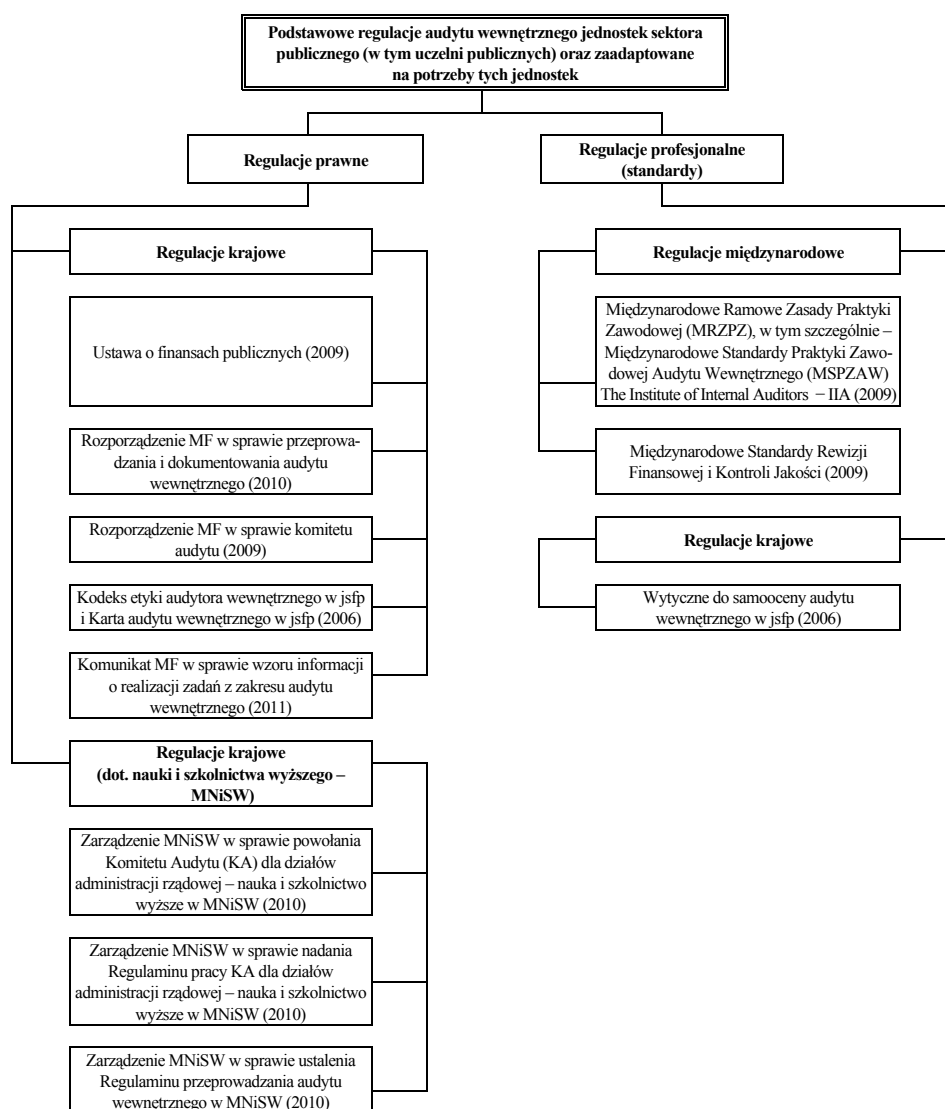 Podstawowe regulacje audytu wewnętrznego jednostek sektora
publicznego (w tym uczelni publicznych) oraz zaadaptowane
na potrzeby tych jednostek
Regulacje prawne
Regulacje profesjonalne
(standardy)
Regulacje krajowe
Ustawa o finansach publicznych (2009)
Rozporządzenie MF w sprawie przeprowa-
dzania i dokumentowania audytu
wewnętrznego (2010)
Rozporządzenie MF w sprawie komitetu
audytu (2009)
Kodeks etyki audytora wewnętrznego w jsfp
i Karta audytu wewnętrznego w jsfp (2006)
Komunikat MF w sprawie wzoru informacji
o realizacji zadań z zakresu audytu
wewnętrznego (2011)
Regulacje krajowe
(dot. nauki i szkolnictwa wyższego –
MNiSW)
Zarządzenie MNiSW w sprawie powołania
Komitetu Audytu (KA) dla działów
administracji rządowej – nauka i szkolnictwo
wyższe w MNiSW (2010)
Zarządzenie MNiSW w sprawie nadania
Regulaminu pracy KA dla działów
administracji rządowej – nauka i szkolnictwo
wyższe w MNiSW (2010)
Zarządzenie MNiSW w sprawie ustalenia
Regulaminu przeprowadzania audytu
wewnętrznego w MNiSW (2010)
Regulacje międzynarodowe
Międzynarodowe Ramowe Zasady Praktyki
Zawodowej (MRZPZ), w tym szczególnie –
Międzynarodowe Standardy Praktyki Zawo-
dowej Audytu Wewnętrznego (MSPZAW)
The Institute of Internal Auditors – IIA (2009)
Międzynarodowe Standardy Rewizji
Finansowej i Kontroli Jakości (2009)
Regulacje krajowe
Wytyczne do samooceny audytu
wewnętrznego w jsfp (2006)